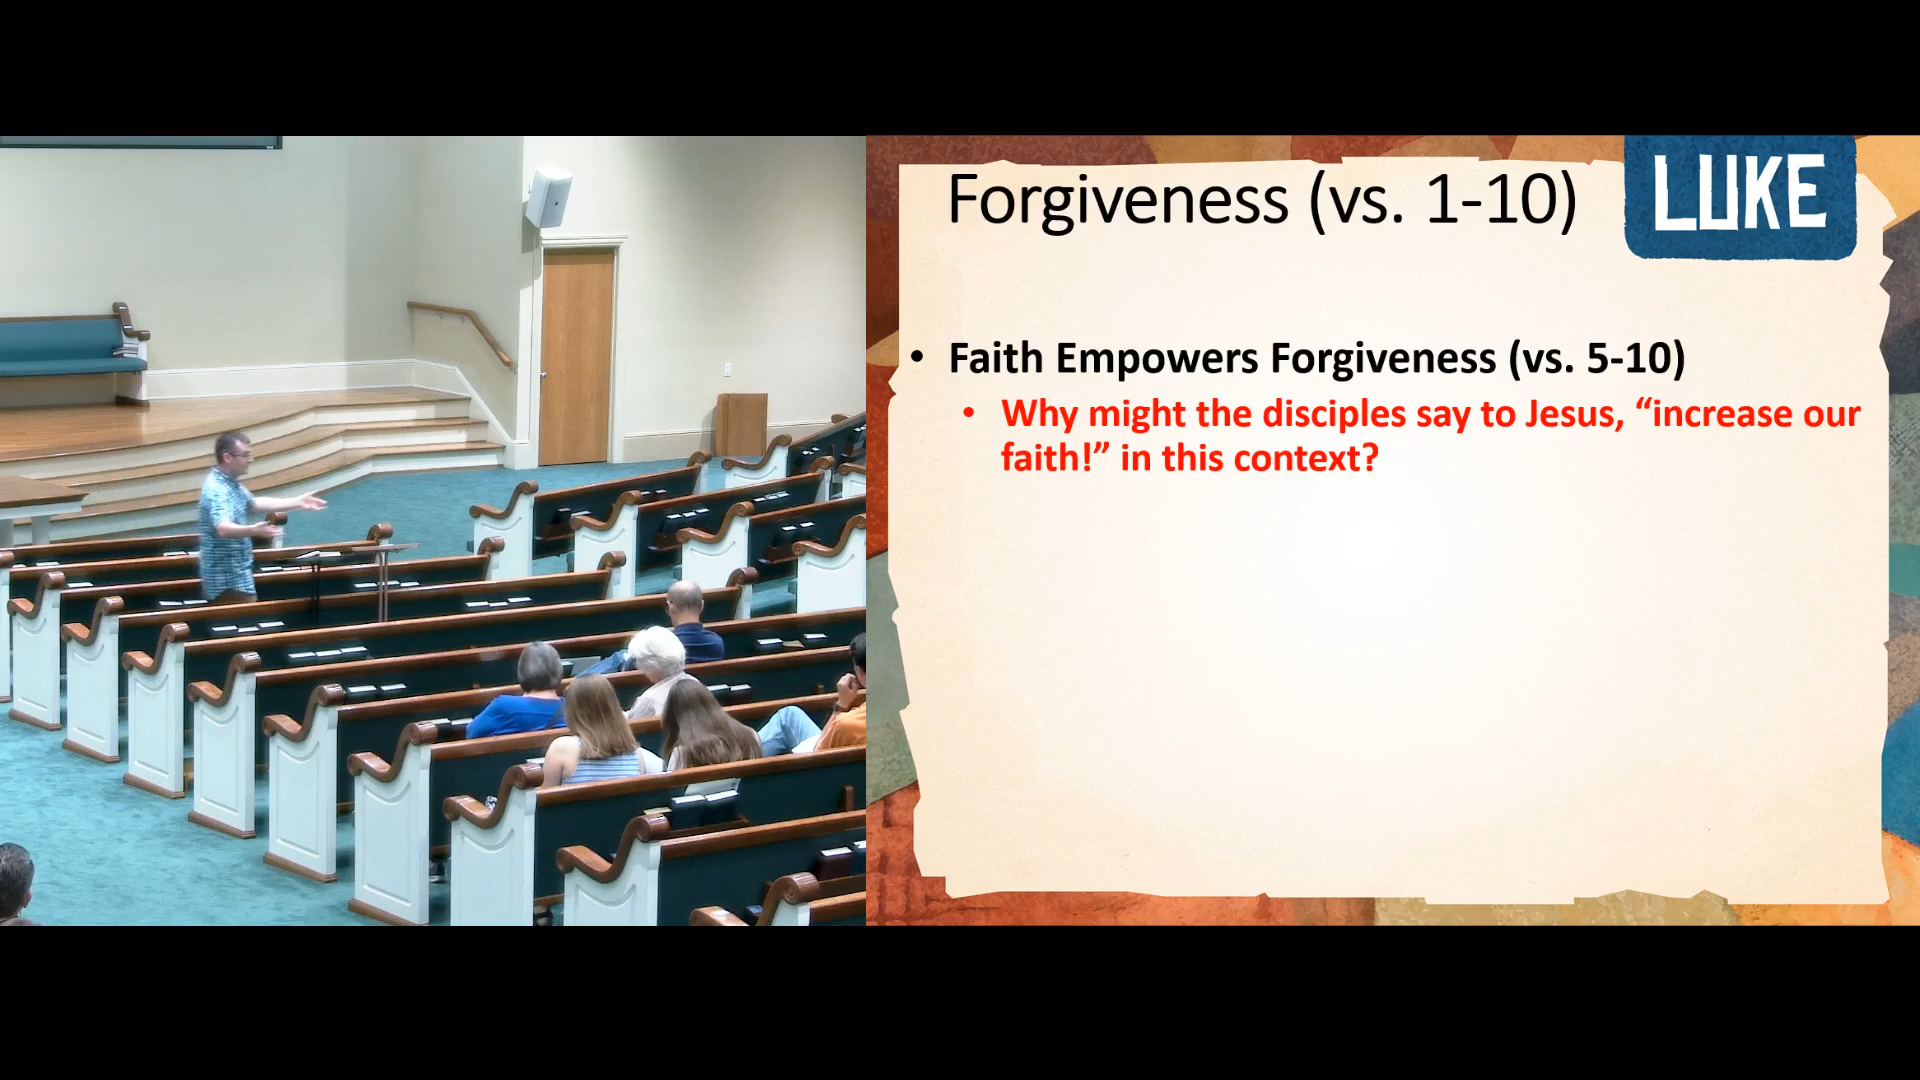 Forgiveness (vs. 1-10)
LUKE
• Faith Empowers Forgiveness (vs. 5-10)
• Why might the disciples say to Jesus, “increase our
faith!” in this context?